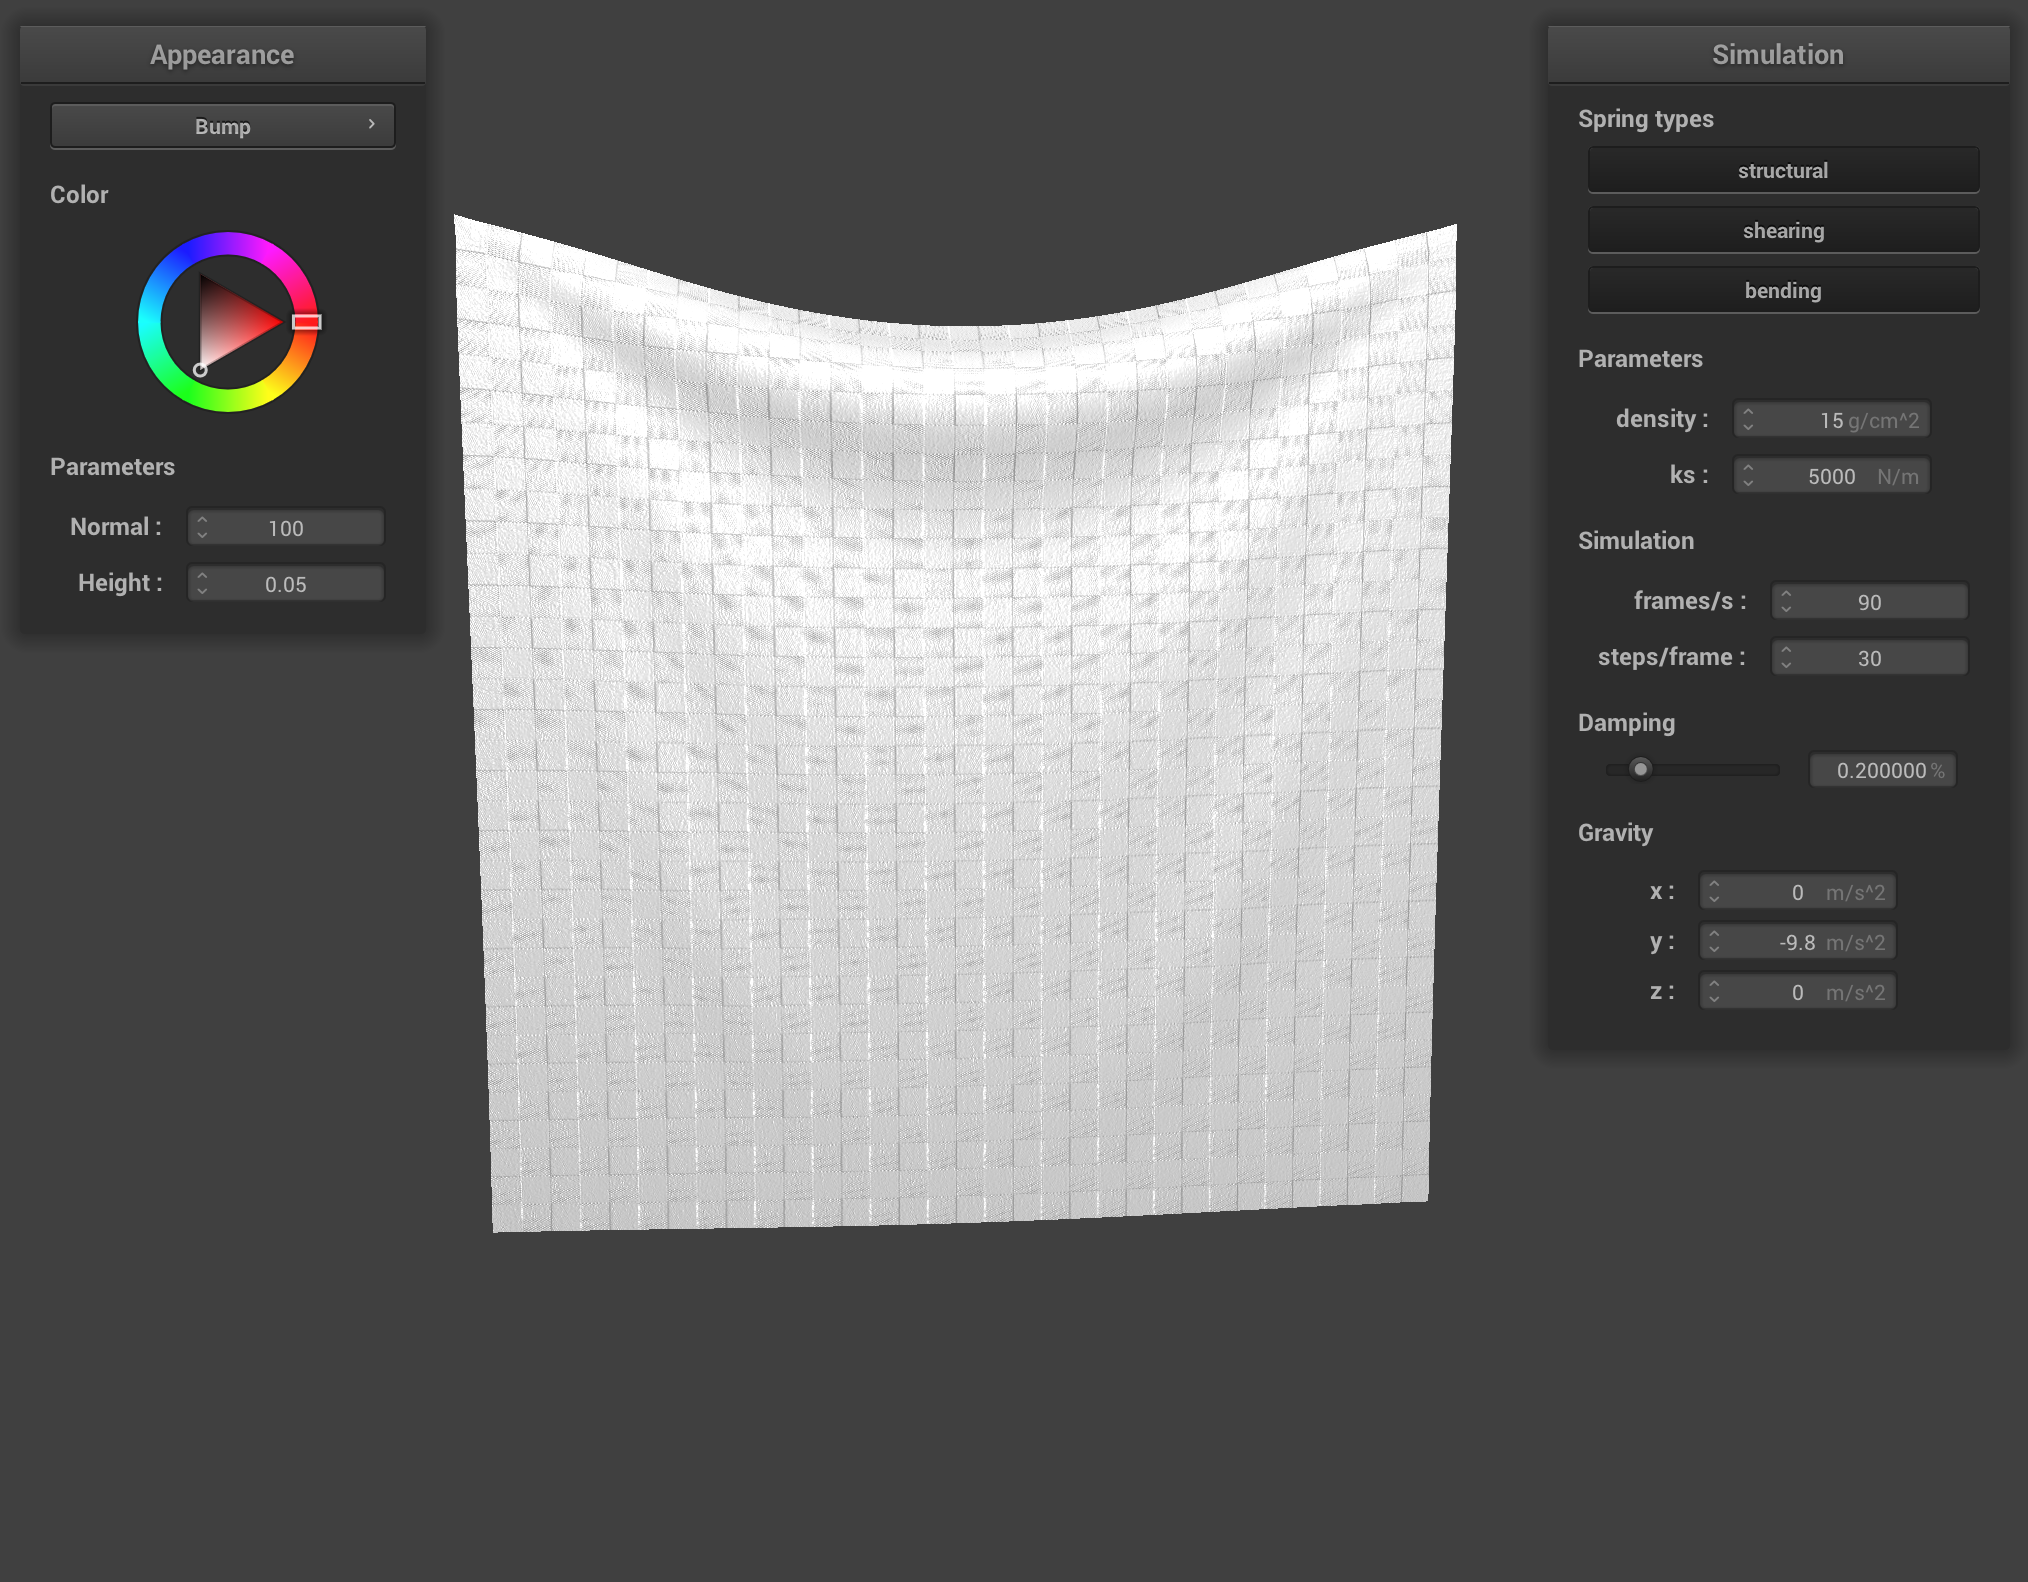 Appearance
Bump
Color
Parameters
Normal : 100
Height : 0.05
Simulation
Spring types
structural
shearing
bending
Parameters
density : 15 g/cm^2
ks : 5000 N/m
Simulation
frames/s : 90
steps/frame : 30
Damping
0.200000 %
Gravity
x : 0 m/s^2
y : -9.8 m/s^2
z : 0 m/s^2